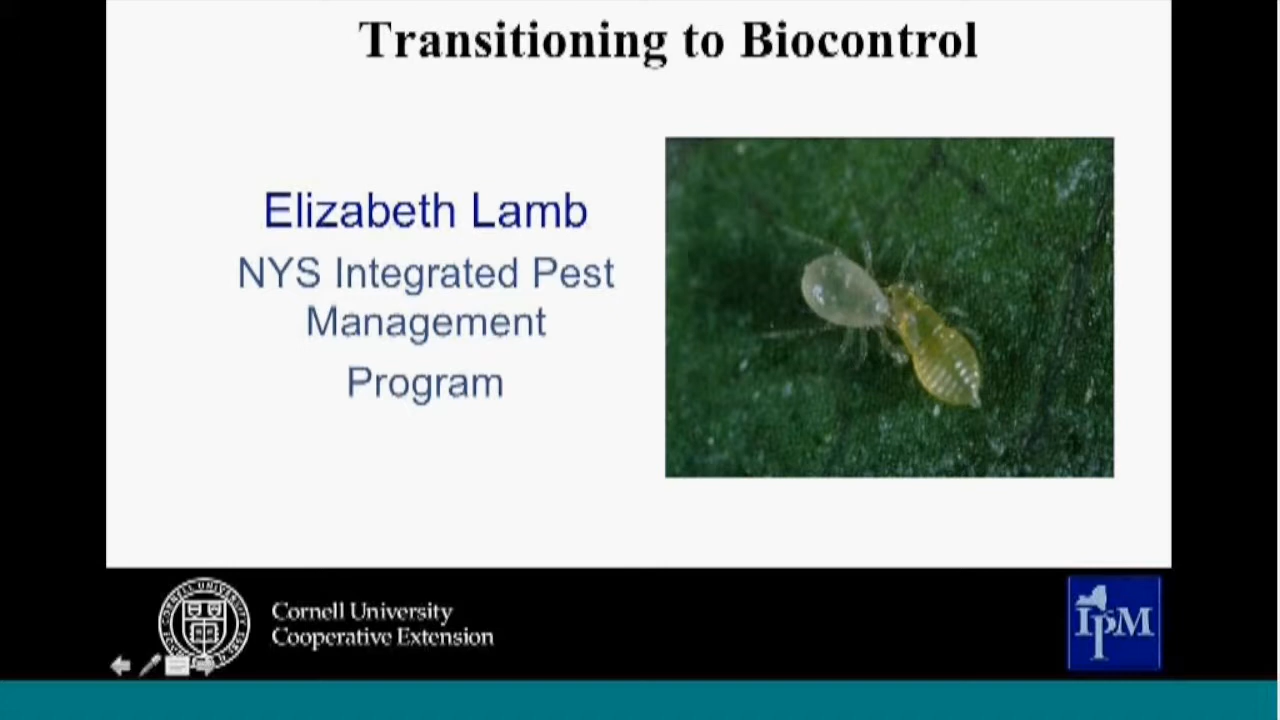 Transitioning to Biocontrol
Elizabeth Lamb
NYS Integrated Pest
Management
Program
Cornell University
Cooperative Extension
IPM